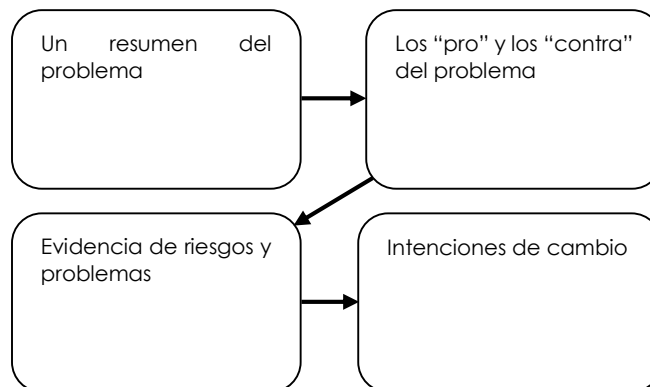 Un resumen del
problema
Los “pro” y los “contra”
del problema
Evidencia de riesgos y
problemas
Intenciones de cambio